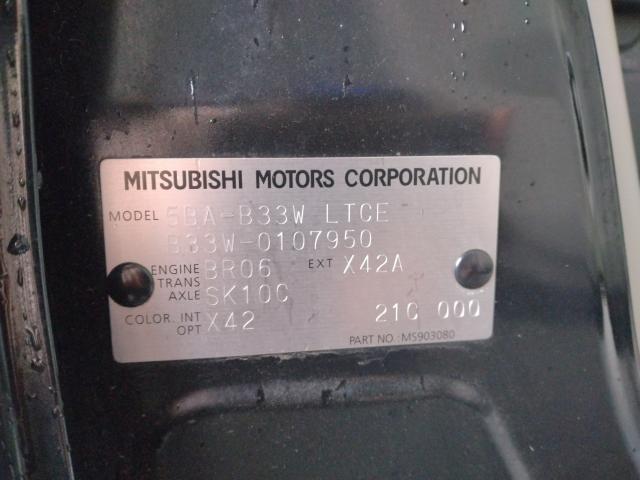 MITSUBISHI MOTORS CORPORATION
MODEL 5BA-B33W LTCE
B33W-0107950
ENGINE BR06 EXT X42A
TRANS
AXLE SK10C
COLOR. INT X42 21C 000
OPT
PART NO.:MS903080